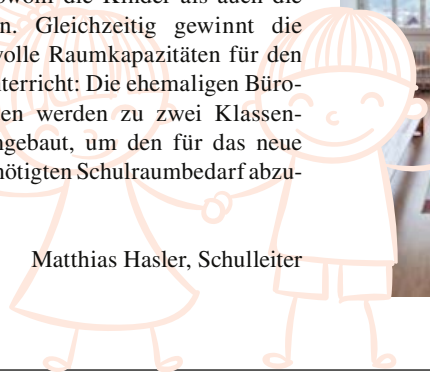 sowohl die Kinder als auch die
n. Gleichzeitig gewinnt die
volle Raumkapazitäten für den
terricht: Die ehemaligen Büro-
en werden zu zwei Klassen-
gebaut, um den für das neue
nötigten Schulraumbedarf abzu-
Matthias Hasler, Schulleiter